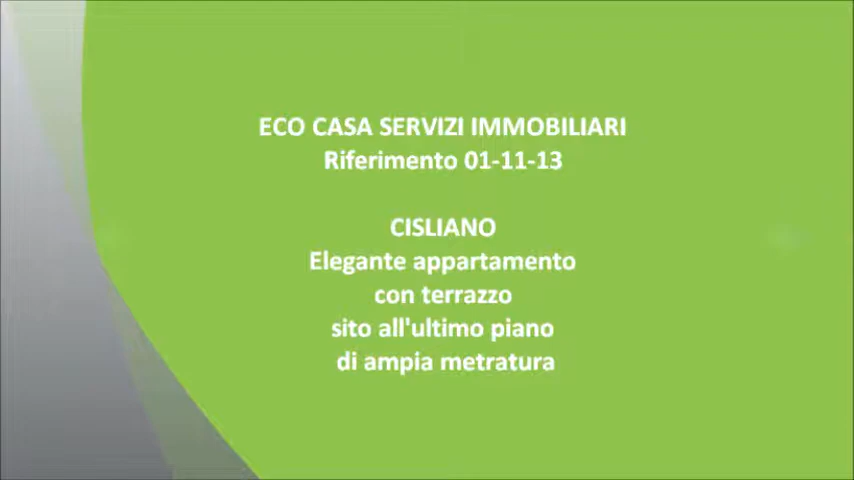 ECO CASA SERVIZI IMMOBILIARI
Riferimento 01-11-13
CISLIANO
Elegante appartamento
con terrazzo
sito all'ultimo piano
di ampia metratura